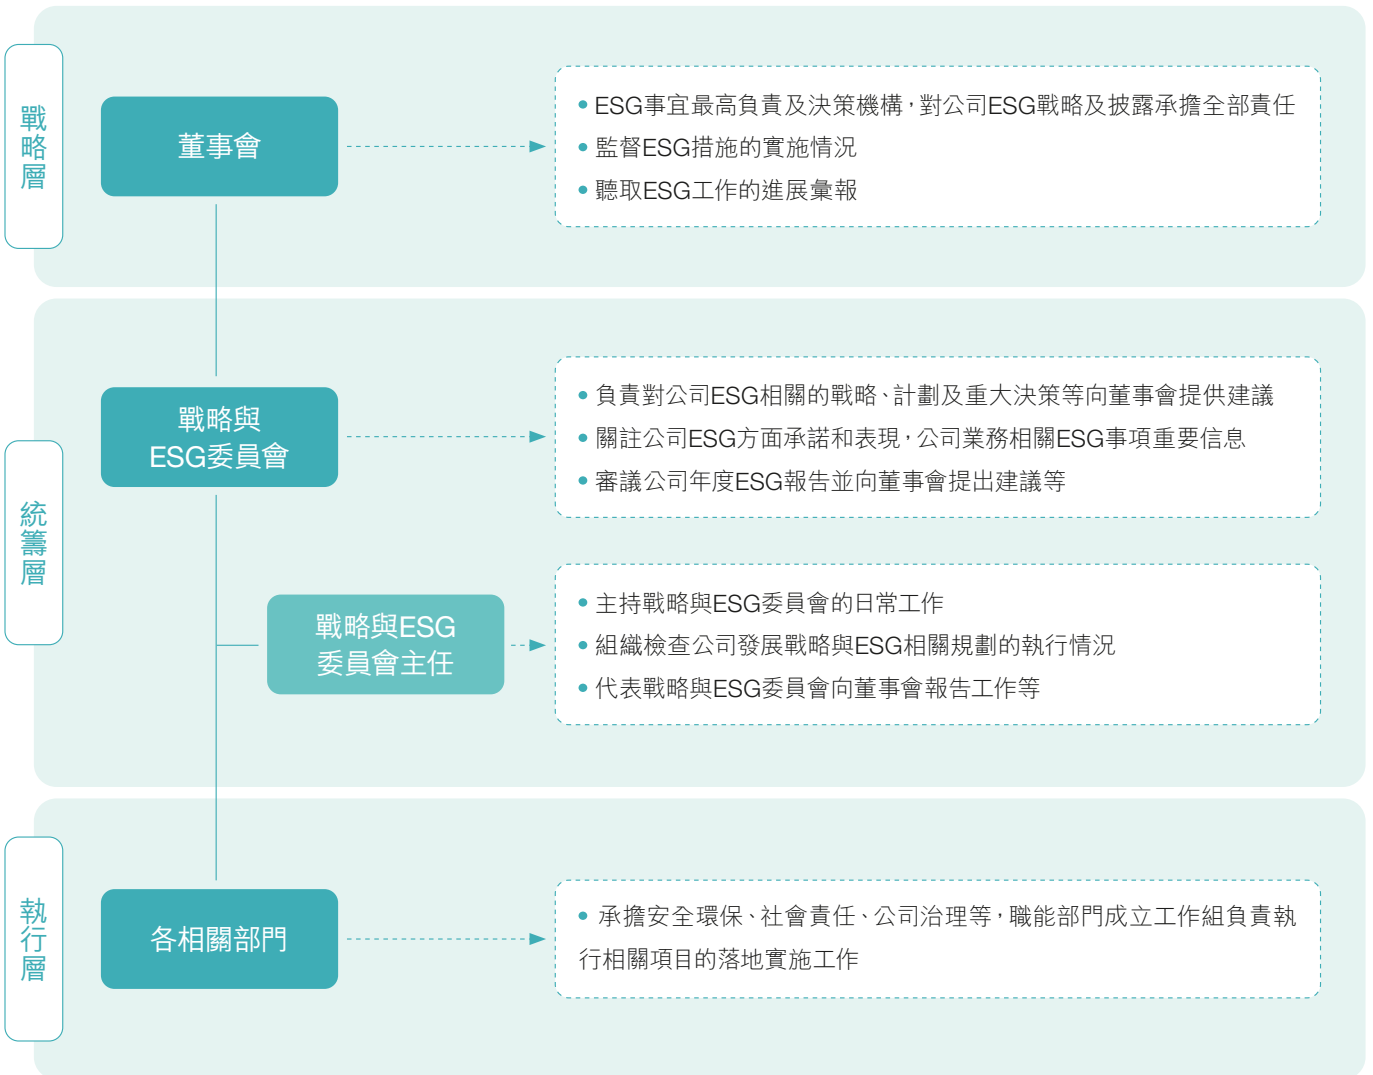 戰略層
董事會
• ESG事宜最高負責及決策機構，對公司ESG戰略及披露承擔全部責任
• 監督ESG措施的實施情況
• 聽取ESG工作的進展彙報
統籌層
戰略與
ESG委員會
• 負責對公司ESG相關的戰略、計劃及重大決策等向董事會提供建議
• 關註公司ESG方面承諾和表現，公司業務相關ESG事項重要信息
• 審議公司年度ESG報告並向董事會提出建議等
戰略與ESG
委員會主任
• 主持戰略與ESG委員會的日常工作
• 組織檢查公司發展戰略與ESG相關規劃的執行情況
• 代表戰略與ESG委員會向董事會報告工作等
執行層
各相關部門
• 承擔安全環保、社會責任、公司治理等，職能部門成立工作組負責執
行相關項目的落地實施工作